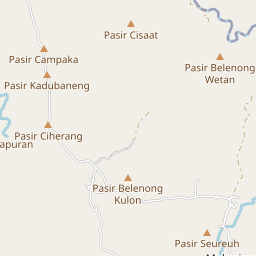 Pasir Cisaat
Pasir Campaka
Pasir Belenong
Wetan
Pasir Kadubaneng
Pasir Ciherang
apuran
Pasir Belenong
Kulon
Pasir Seureuh